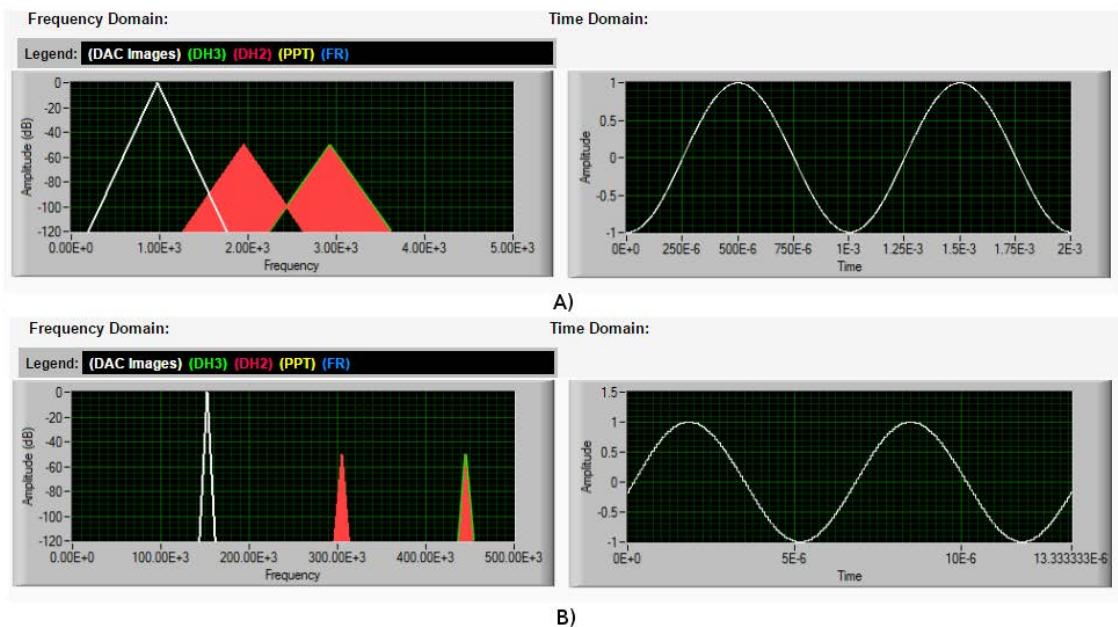 Frequency Domain:
Time Domain:
Legend: (DAC Images) (DH3) (DH2) (PPT) (FR)
Amplitude (dB)
0
-20
-40
-60
-80
-100
-120
0.00E+0 1.00E+3 2.00E+3 3.00E+3 4.00E+3 5.00E+3
Frequency
Amplitude
1
0.5
0
-0.5
-1
0E+0 250E-6 500E-6 750E-6 1E-3 1.25E-3 1.5E-3 1.75E-3 2E-3
Time
A)
Frequency Domain:
Time Domain:
Legend: (DAC Images) (DH3) (DH2) (PPT) (FR)
Amplitude (dB)
0
-20
-40
-60
-80
-100
-120
0.00E+0 100.00E+3 200.00E+3 300.00E+3 400.00E+3 500.00E+3
Frequency
Amplitude
1.5
1
0.5
0
-0.5
-1
0E+0 5E-6 10E-6 13.333333E-6
Time
B)